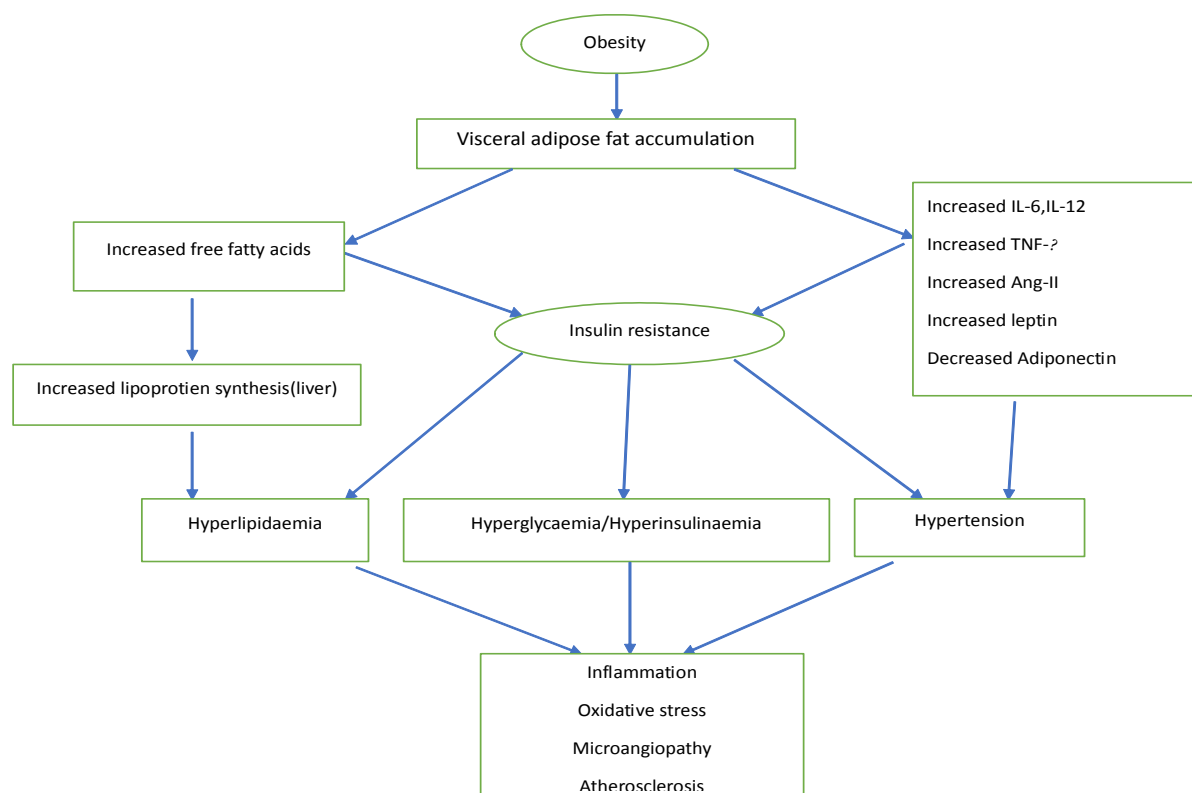 Obesity
Visceral adipose fat accumulation
Increased free fatty acids
Increased IL-6,IL-12
Increased TNF-?
Increased Ang-II
Increased leptin
Decreased Adiponectin
Insulin resistance
Increased lipoprotien synthesis(liver)
Hyperlipidaemia
Hyperglycaemia/Hyperinsulinaemia
Hypertension
Inflammation
Oxidative stress
Microangiopathy
Atherosclerosis